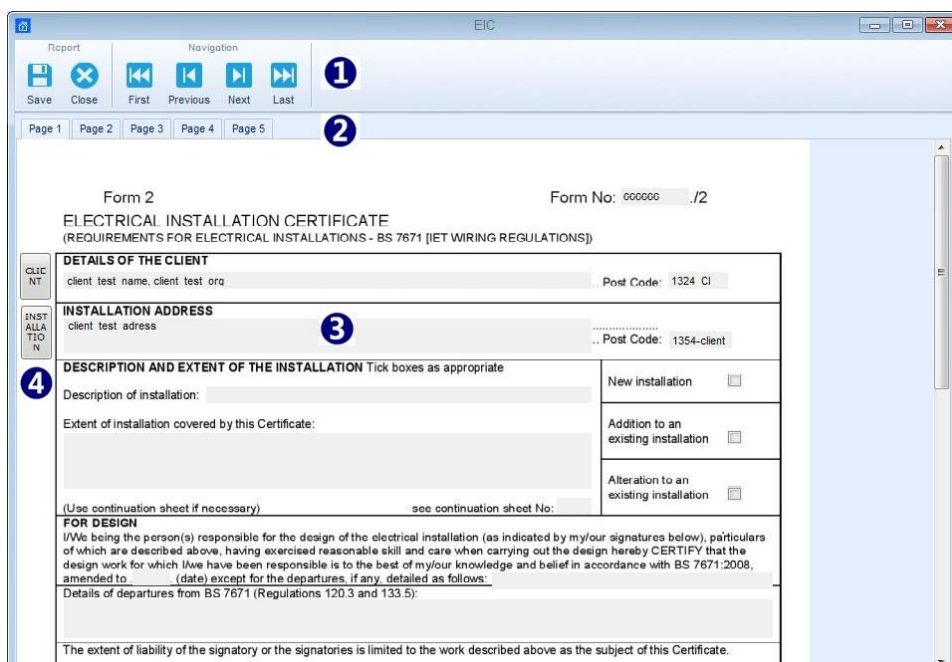 EIC
Report Navigation
Save Close First Previous Next Last
1
Page 1 Page 2 Page 3 Page 4 Page 5
2
Form 2 Form No: GGGGGG ./2
ELECTRICAL INSTALLATION CERTIFICATE
(REQUIREMENTS FOR ELECTRICAL INSTALLATIONS - BS 7671 [IET WIRING REGULATIONS])
DETAILS OF THE CLIENT
CLIE
NT
client test name, client test org .. Post Code: 1324 CI
INSTALLATION ADDRESS
INST
ALLA
TIO
N
client test adress
3
.................... 
.. Post Code: 1354-client
4
DESCRIPTION AND EXTENT OF THE INSTALLATION Tick boxes as appropriate
New installation
Description of installation:
Extent of installation covered by this Certificate:
Addition to an
existing installation
Alteration to an
existing installation
(Use continuation sheet if necessary) see continuation sheet No:
FOR DESIGN
I/We being the person(s) responsible for the design of the electrical installation (as indicated by my/our signatures below), particulars
of which are described above, having exercised reasonable skill and care when carrying out the design hereby CERTIFY that the
design work for which I/we have been responsible is to the best of my/our knowledge and belief in accordance with BS 7671:2008,
amended to . (date) except for the departures, if any, detailed as follows:
Details of departures from BS 7671 (Regulations 120.3 and 133.5):
The extent of liability of the signatory or the signatories is limited to the work described above as the subject of this Certificate.